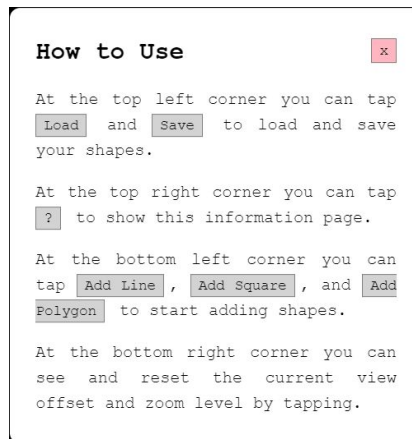 How to Use x
At the top left corner you can tap
Load and Save to load and save
your shapes.
At the top right corner you can tap
? to show this information page.
At the bottom left corner you can
tap Add Line , Add Square , and Add
Polygon to start adding shapes.
At the bottom right corner you can
see and reset the current view
offset and zoom level by tapping.